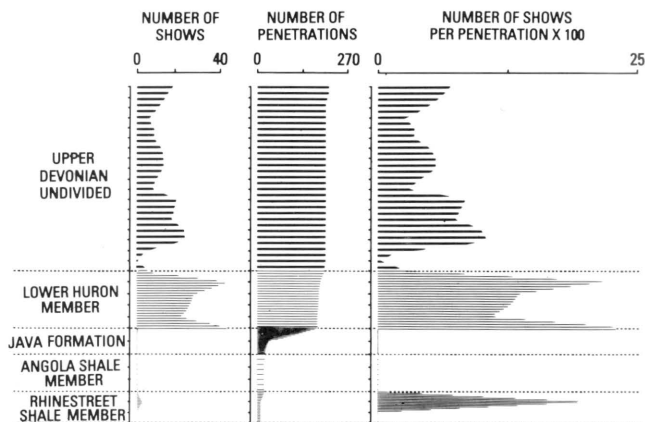 NUMBER OF
SHOWS
NUMBER OF
PENETRATIONS
NUMBER OF SHOWS
PER PENETRATION X 100
0 40 0 270 0 25
UPPER
DEVONIAN
UNDIVIDED
LOWER HURON
MEMBER
JAVA FORMATION
ANGOLA SHALE
MEMBER
RHINESTREET
SHALE MEMBER